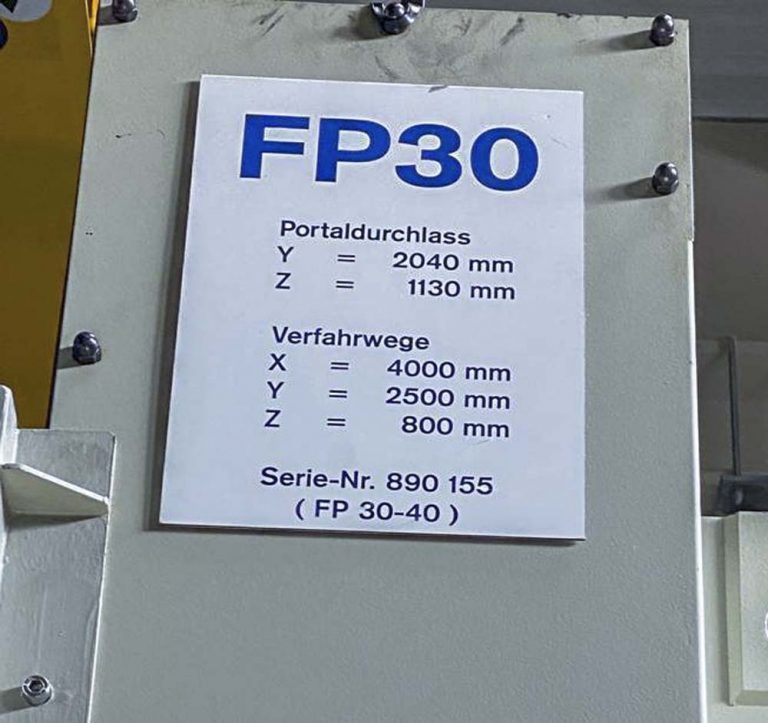 FP30
Portaldurchlass
Y = 2040 mm
Z = 1130 mm
Verfahrwege
X = 4000 mm
Y = 2500 mm
Z = 800 mm
Serie-Nr. 890 155
( FP 30-40 )